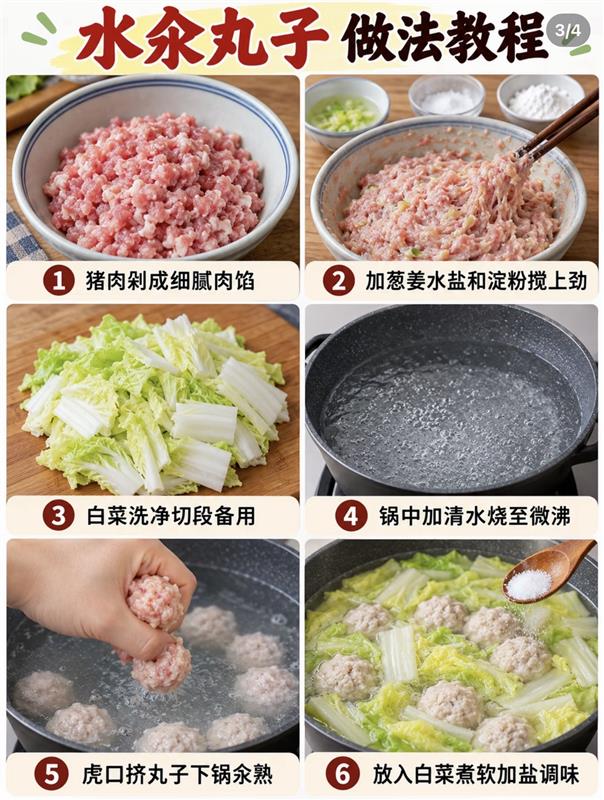 水汆丸子 做法教程
3/4
1 猪肉剁成细腻肉馅
2 加葱姜水盐和淀粉搅上劲
3 白菜洗净切段备用
4 锅中加清水烧至微沸
5 虎口挤丸子下锅汆熟
6 放入白菜煮软加盐调味